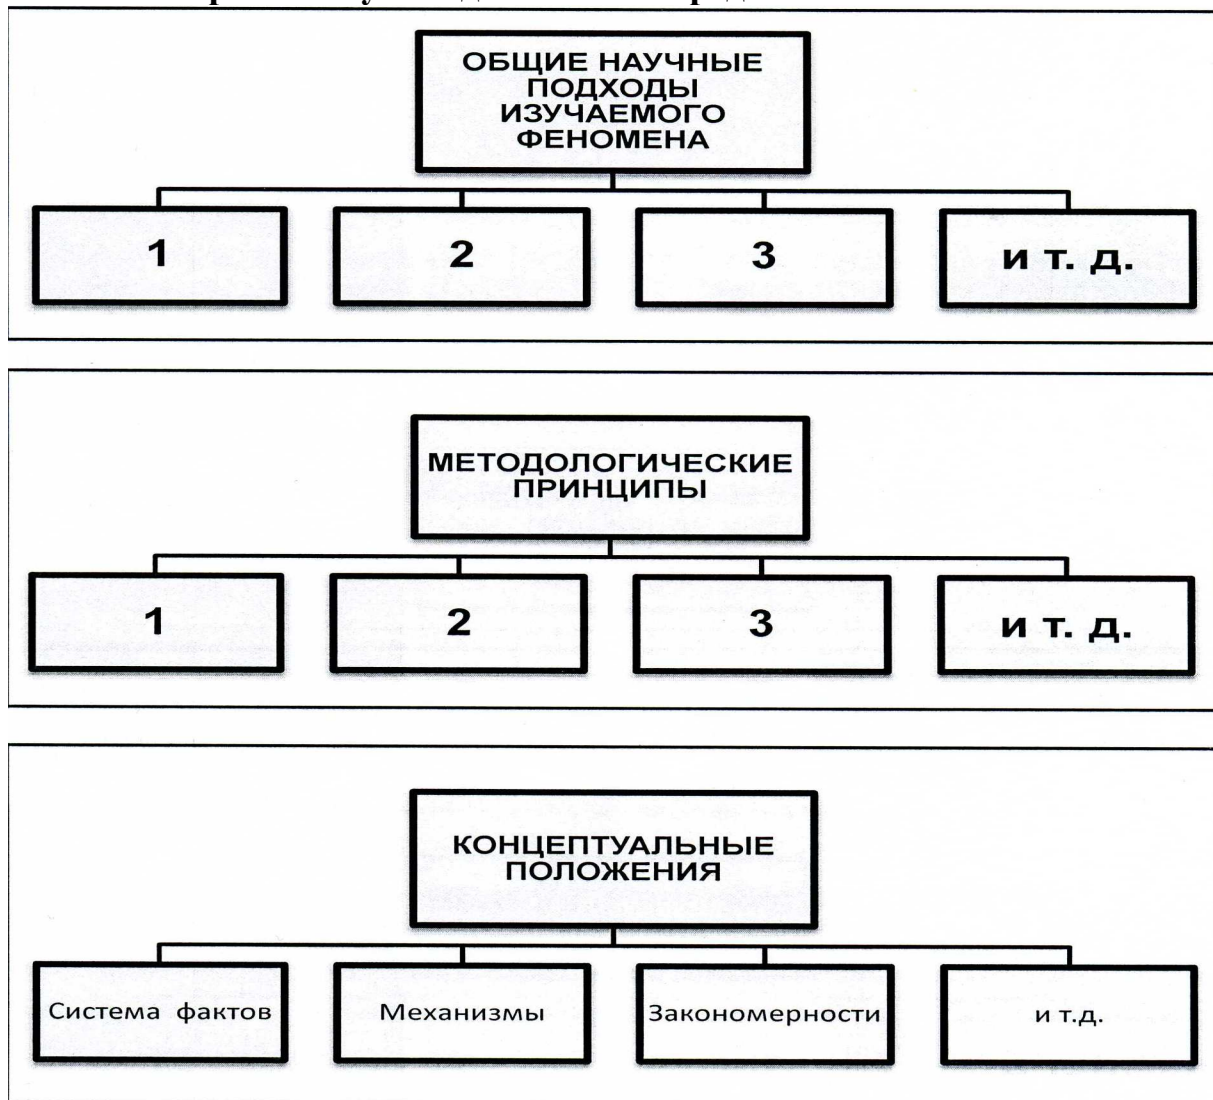 ОБЩИЕ НАУЧНЫЕ
ПОДХОДЫ
ИЗУЧАЕМОГО
ФЕНОМЕНА
1 2 3 и т. д.
МЕТОДОЛОГИЧЕСКИЕ
ПРИНЦИПЫ
1 2 3 и т. д.
КОНЦЕПТУАЛЬНЫЕ
ПОЛОЖЕНИЯ
Система фактов Механизмы Закономерности и т.д.